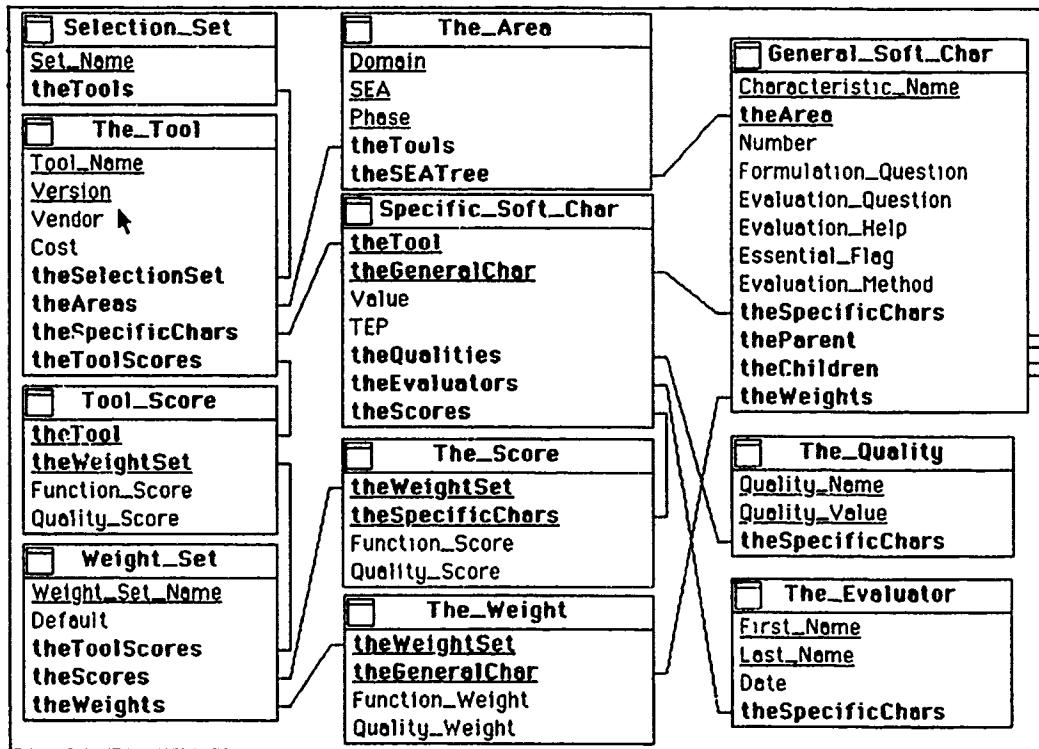 Selection_Set
Set_Name
theTools
The_Tool
Tool_Name
Version
Vendor
Cost
theSelectionSet
theAreas
theSpecificChars
theToolScores
Tool_Score
theTool
theWeightSet
Function_Score
Quality_Score
Weight_Set
Weight_Set_Name
Default
theToolScores
theScores
theWeights
The_Area
Domain
SEA
Phase
theTools
theSEATree
Specific_Soft_Char
theTool
theGeneralChar
Value
TEP
theQualities
theEvaluators
theScores
The_Score
theWeightSet
theSpecificChars
Function_Score
Quality_Score
The_Weight
theWeightSet
theGeneralChar
Function_Weight
Quality_Weight
General_Soft_Char
Characteristic_Name
theArea
Number
Formulation_Question
Evaluation_Question
Evaluation_Help
Essential_Flag
Evaluation_Method
theSpecificChars
theParent
theChildren
theWeights
The_Quality
Quality_Name
Quality_Value
theSpecificChars
The_Evaluator
First_Name
Last_Name
Date
theSpecificChars